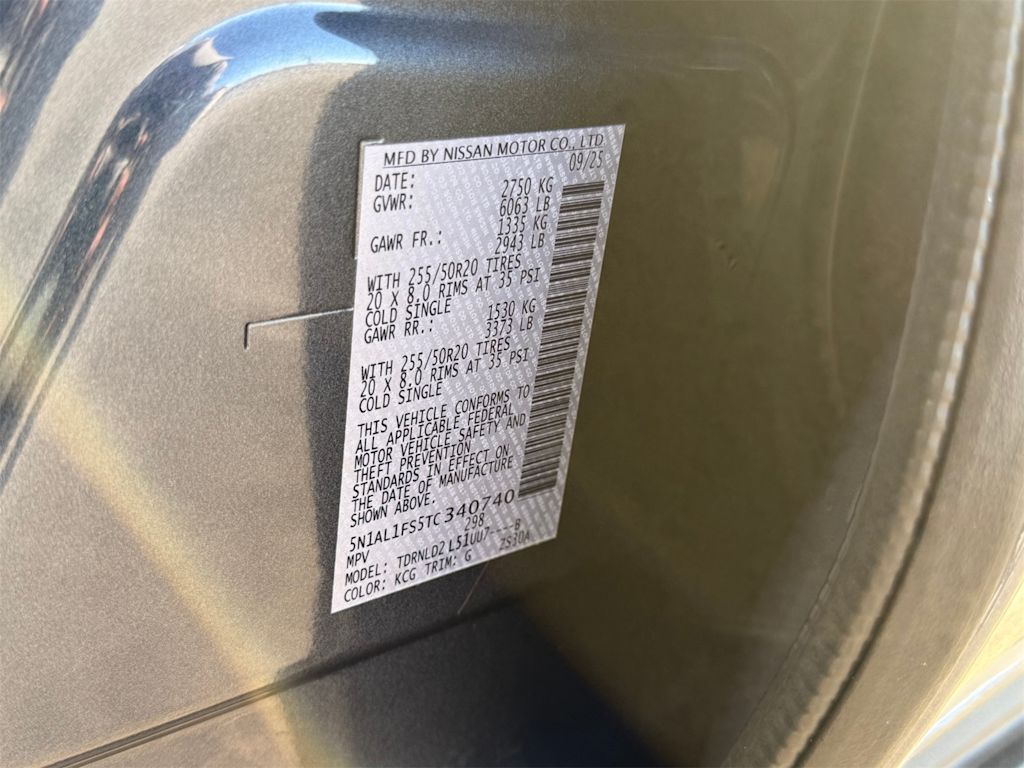 MFD BY NISSAN MOTOR CO., LTD
DATE: 09/25
GVWR: 2750 KG
6063 LB
GAWR FR.: 1335 KG
2943 LB
WITH 255/50R20 TIRES
20 X 8.0 RIMS AT 35 PSI
COLD SINGLE
GAWR RR.: 1530 KG
3373 LB
WITH 255/50R20 TIRES
20 X 8.0 RIMS AT 35 PSI
COLD SINGLE
THIS VEHICLE CONFORMS TO
ALL APPLICABLE FEDERAL
MOTOR VEHICLE SAFETY AND
THEFT PREVENTION
STANDARDS IN EFFECT ON
THE DATE OF MANUFACTURE
SHOWN ABOVE.
5N1AL1FS5TC340740
MPV 298
MODEL: TDRNLD2 L51UU7----B
COLOR: KCG TRIM: G ZS30A